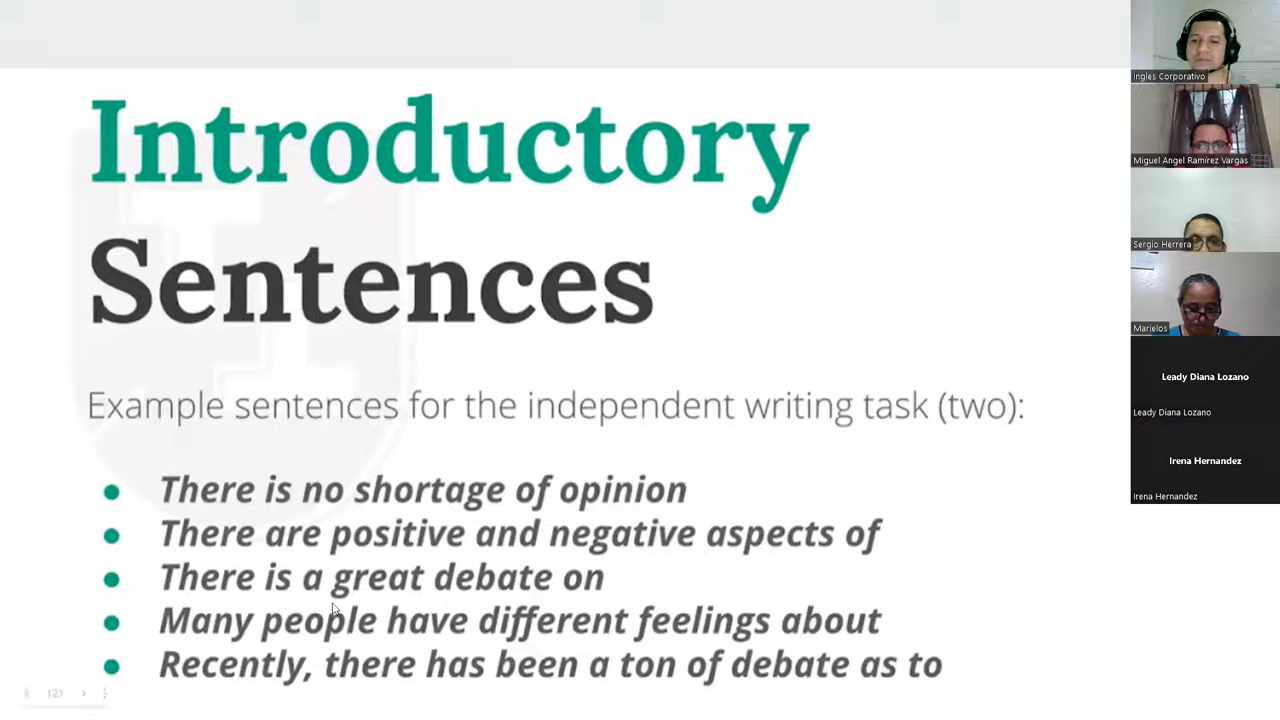 Introductory
Sentences
Example sentences for the independent writing task (two):
There is no shortage of opinion
There are positive and negative aspects of
There is a great debate on
Many people have different feelings about
Recently, there has been a ton of debate as to
Ingles Corporativo
Miguel Angel Ramirez Vargas
Sergio Herrera
Marielos
Leady Diana Lozano
Leady Diana Lozano
Irena Hernandez
Irena Hernandez